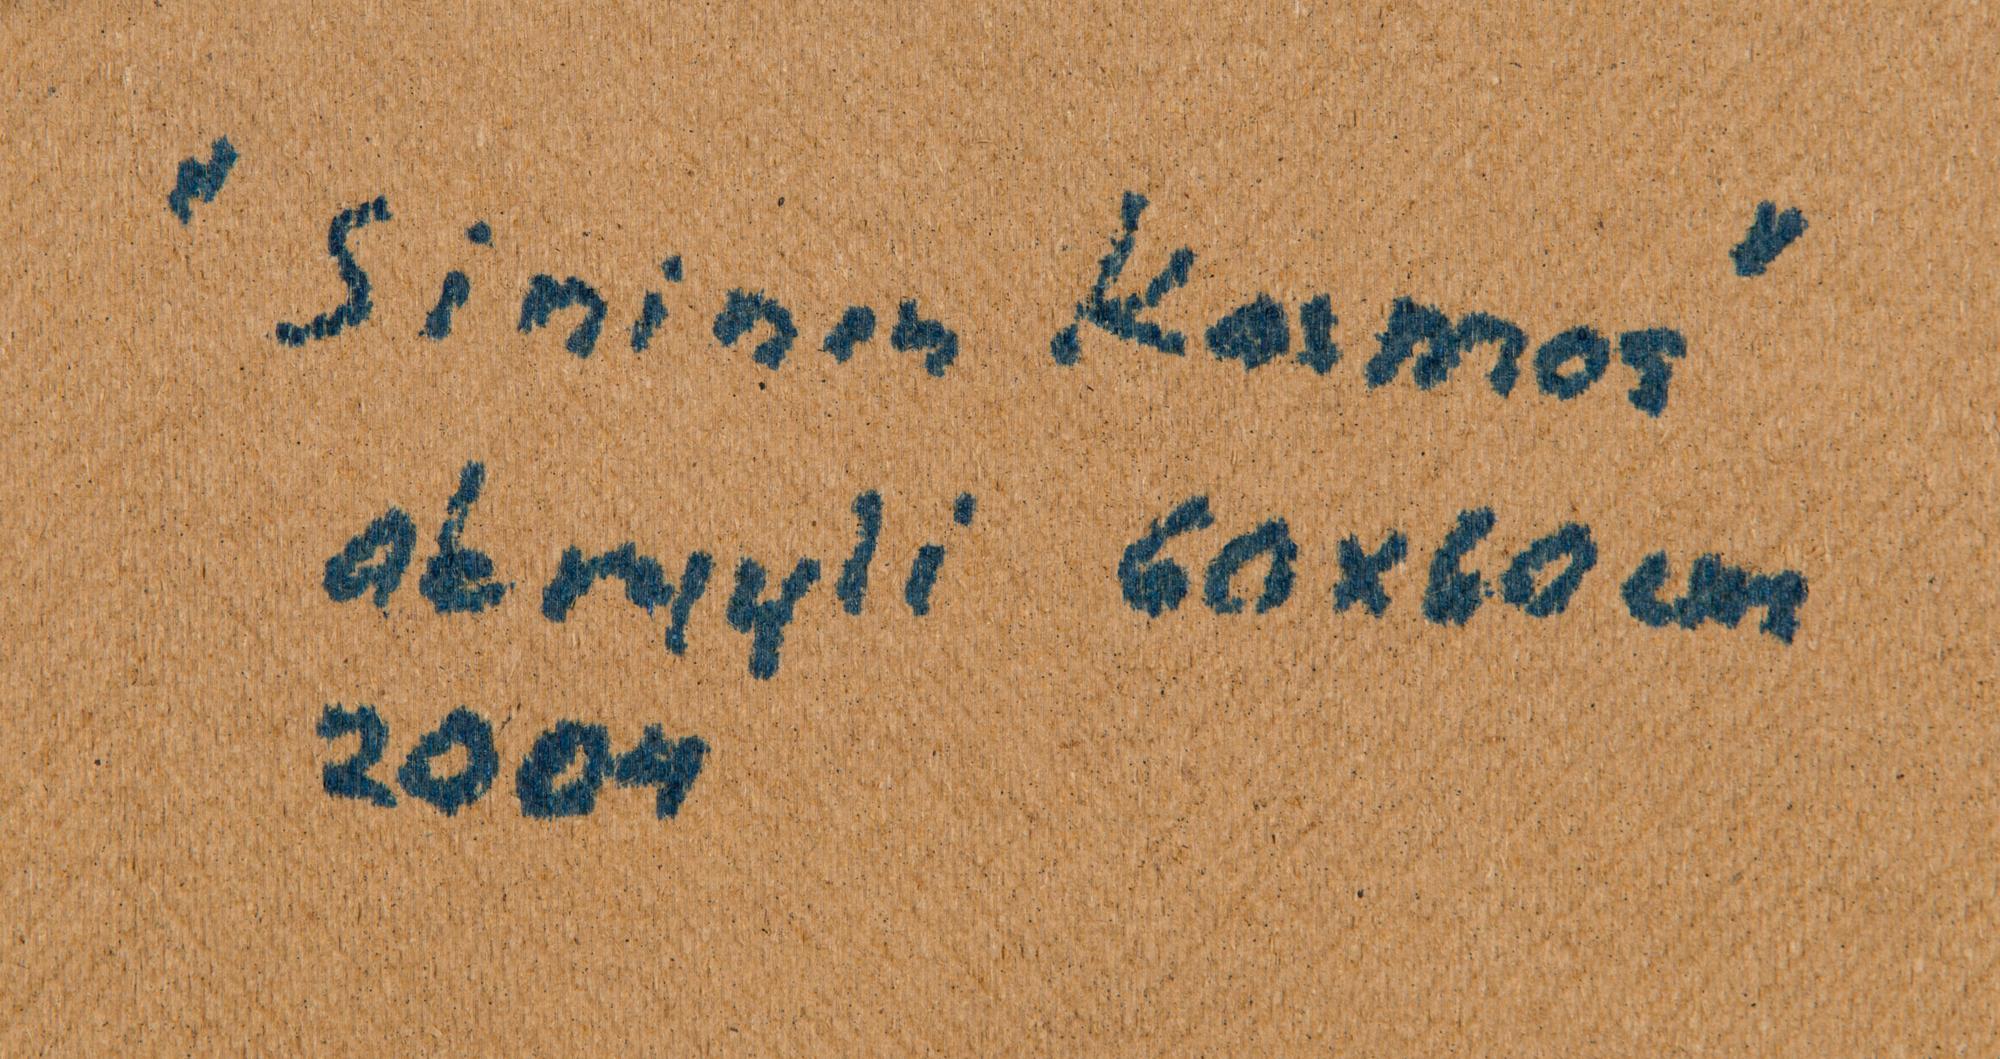 "Sininen Kosmos"
akryyli 60x60cm
2004